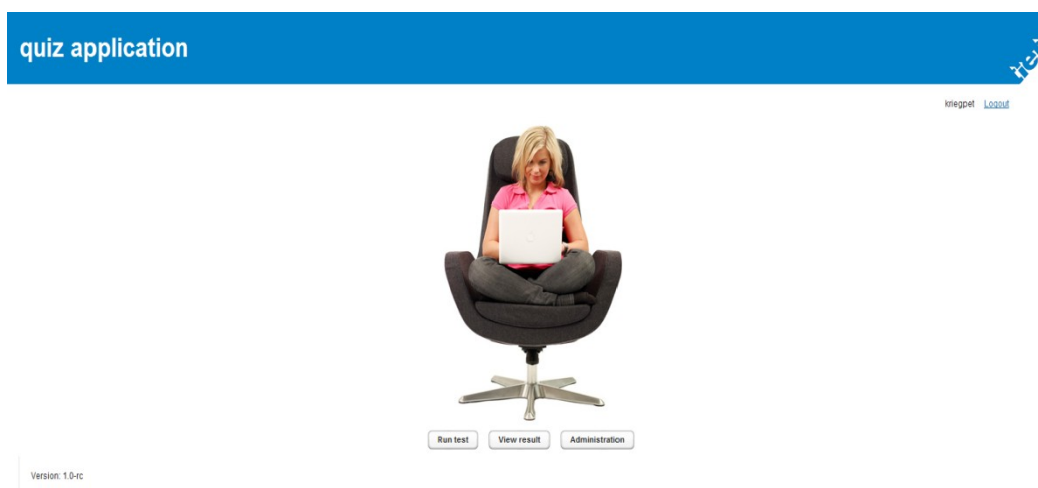 quiz application
kriegpet Logout
Run test View result Administration
Version: 1.0-rc